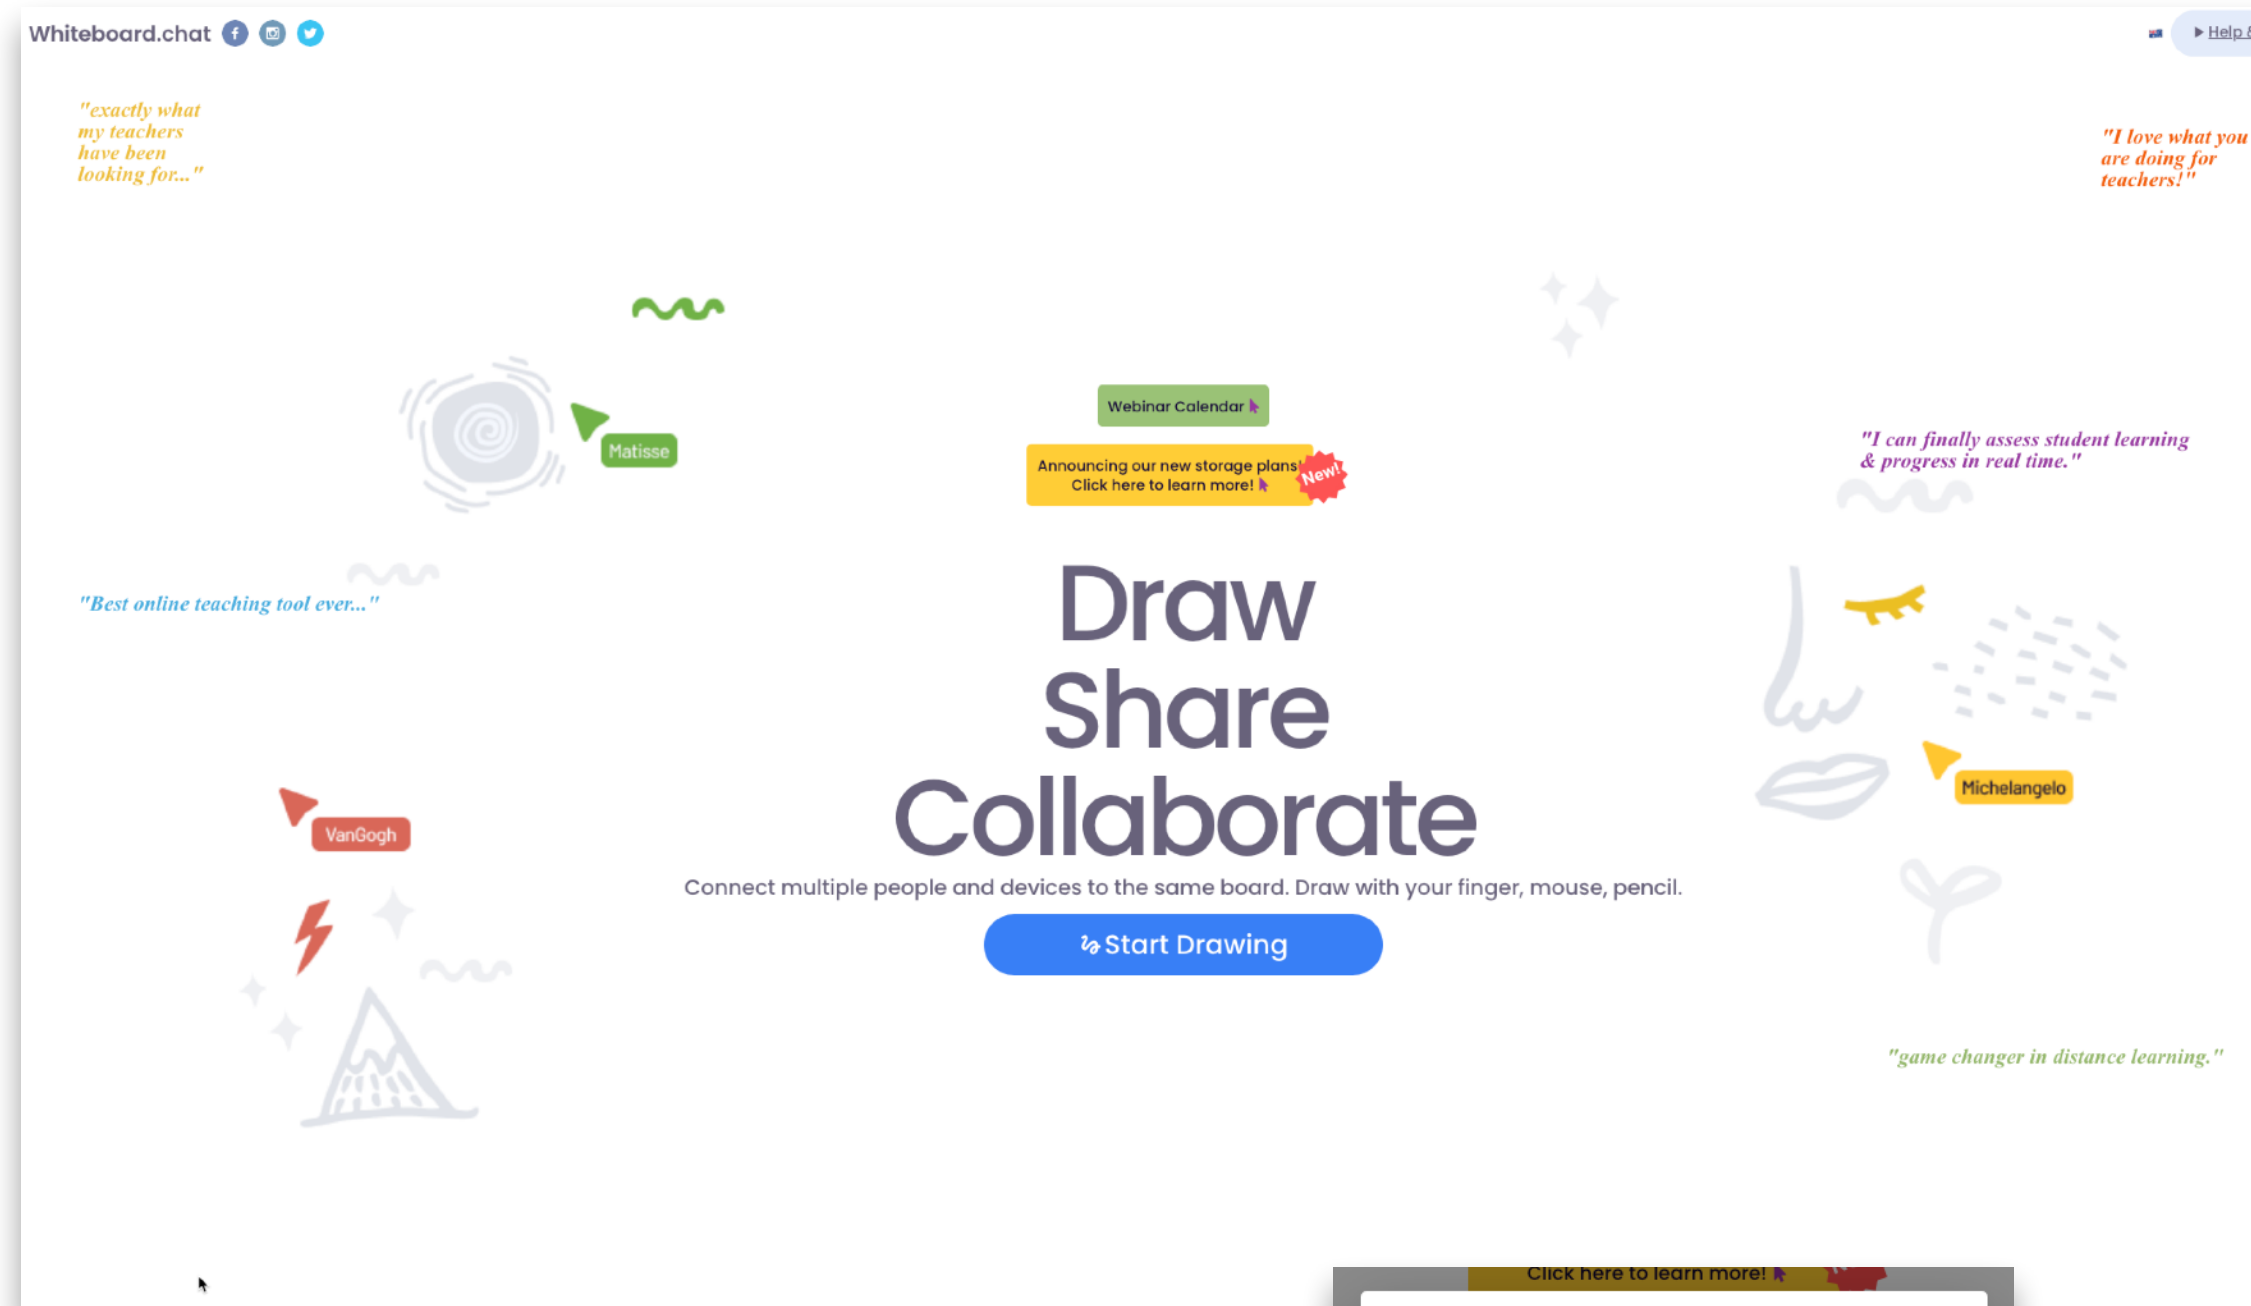 Whiteboard.chat
Help &
"exactly what
my teachers
have been
looking for..."
"I love what you
are doing for
teachers!"
Webinar Calendar
Matisse
Announcing our new storage plans!
Click here to learn more!
New!
"I can finally assess student learning
& progress in real time."
"Best online teaching tool ever..."
Draw
Share
Collaborate
Michelangelo
VanGogh
Connect multiple people and devices to the same board. Draw with your finger, mouse, pencil.
Start Drawing
"game changer in distance learning."
Click here to learn more!